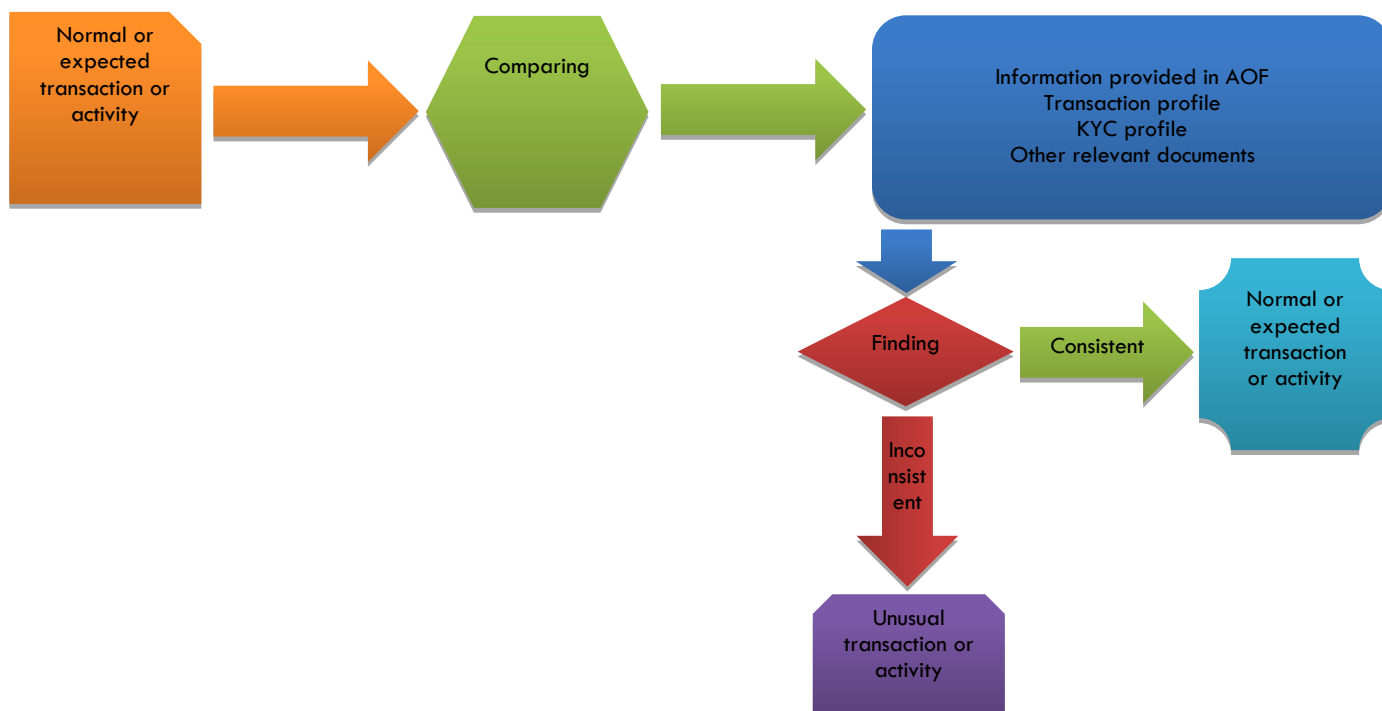 Normal or
expected
transaction or
activity
Comparing
Information provided in AOF
Transaction profile
KYC profile
Other relevant documents
Finding
Consistent
Normal or
expected
transaction
or activity
Inco
nsist
ent
Unusual
transaction or
activity